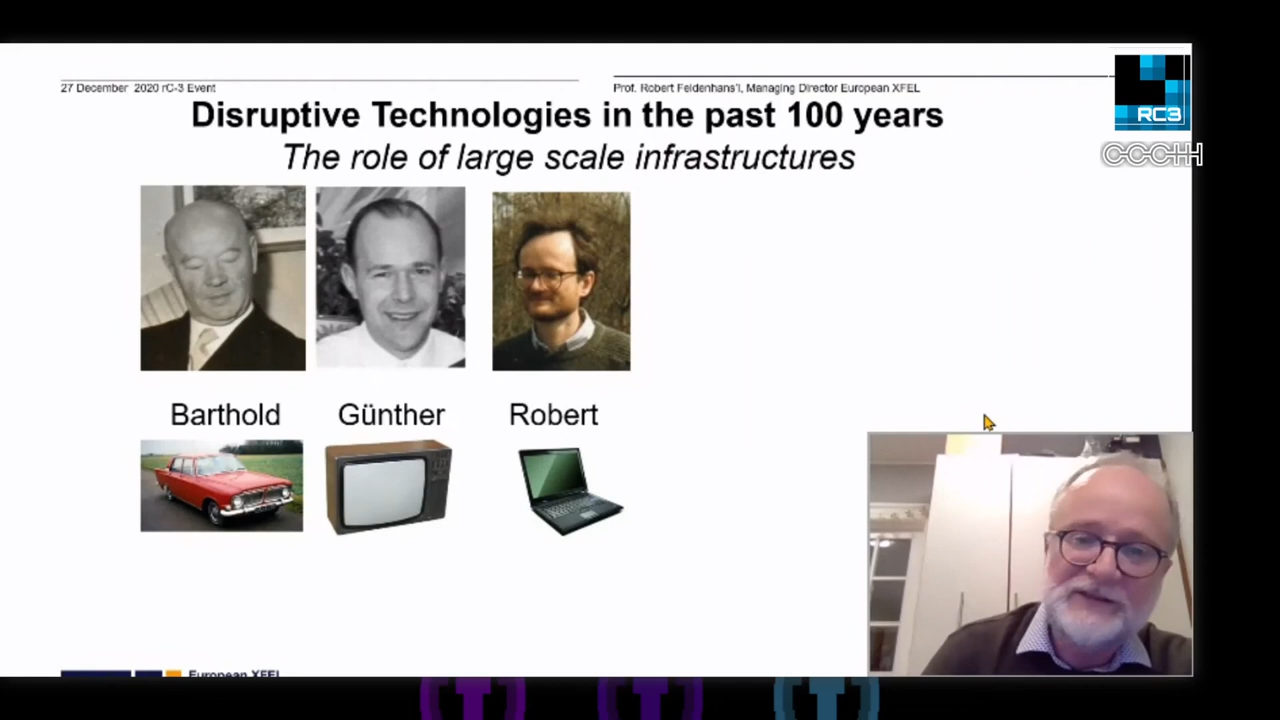 27 December 2020 rC-3 Event
Prof. Robert Feidenhans'l, Managing Director European XFEL
Disruptive Technologies in the past 100 years
The role of large scale infrastructures
RC3
CCCHH
Barthold
Günther
Robert
European XFEL